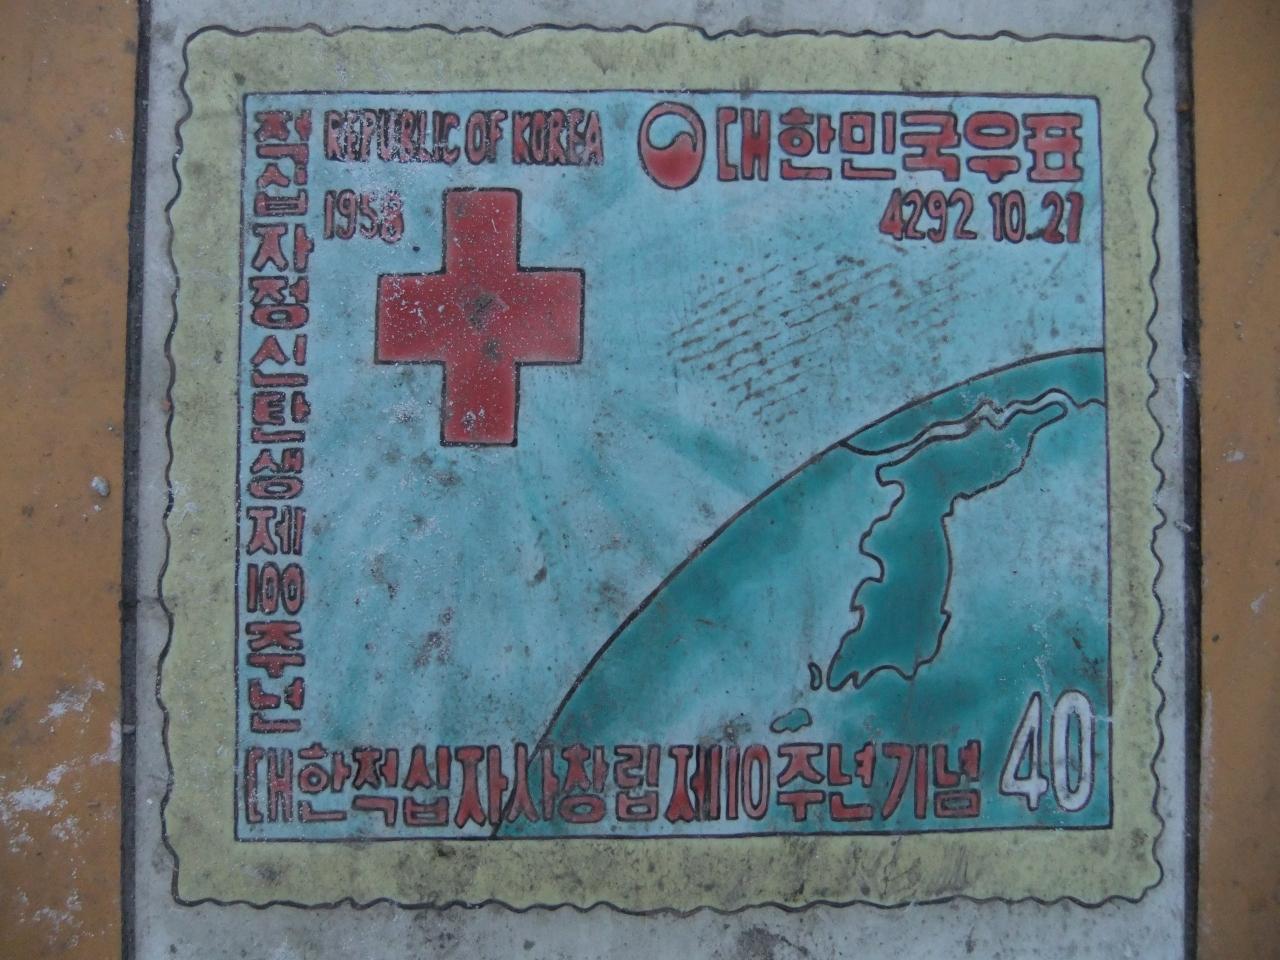 적십자정신탄생제100주년
REPUBLIC OF KOREA
1958
대한민국우표
4292 10.27
대한적십자사창립제10주년기념
40